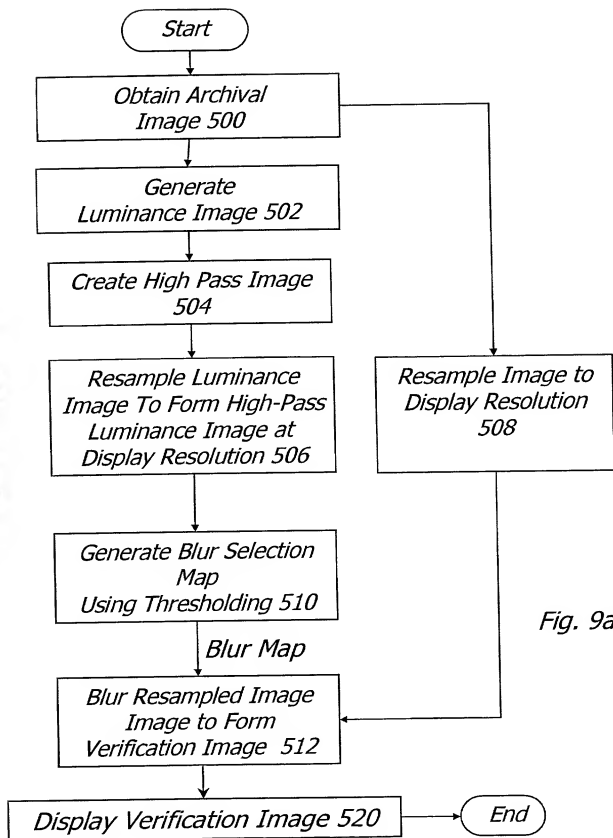 Start
Obtain Archival
Image 500
Generate
Luminance Image 502
Create High Pass Image
504
Resample Luminance
Image To Form High-Pass
Luminance Image at
Display Resolution 506
Resample Image to
Display Resolution
508
Generate Blur Selection
Map
Using Thresholding 510
Fig. 9a
Blur Map
Blur Resampled Image
Image to Form
Verification Image 512
Display Verification Image 520
End